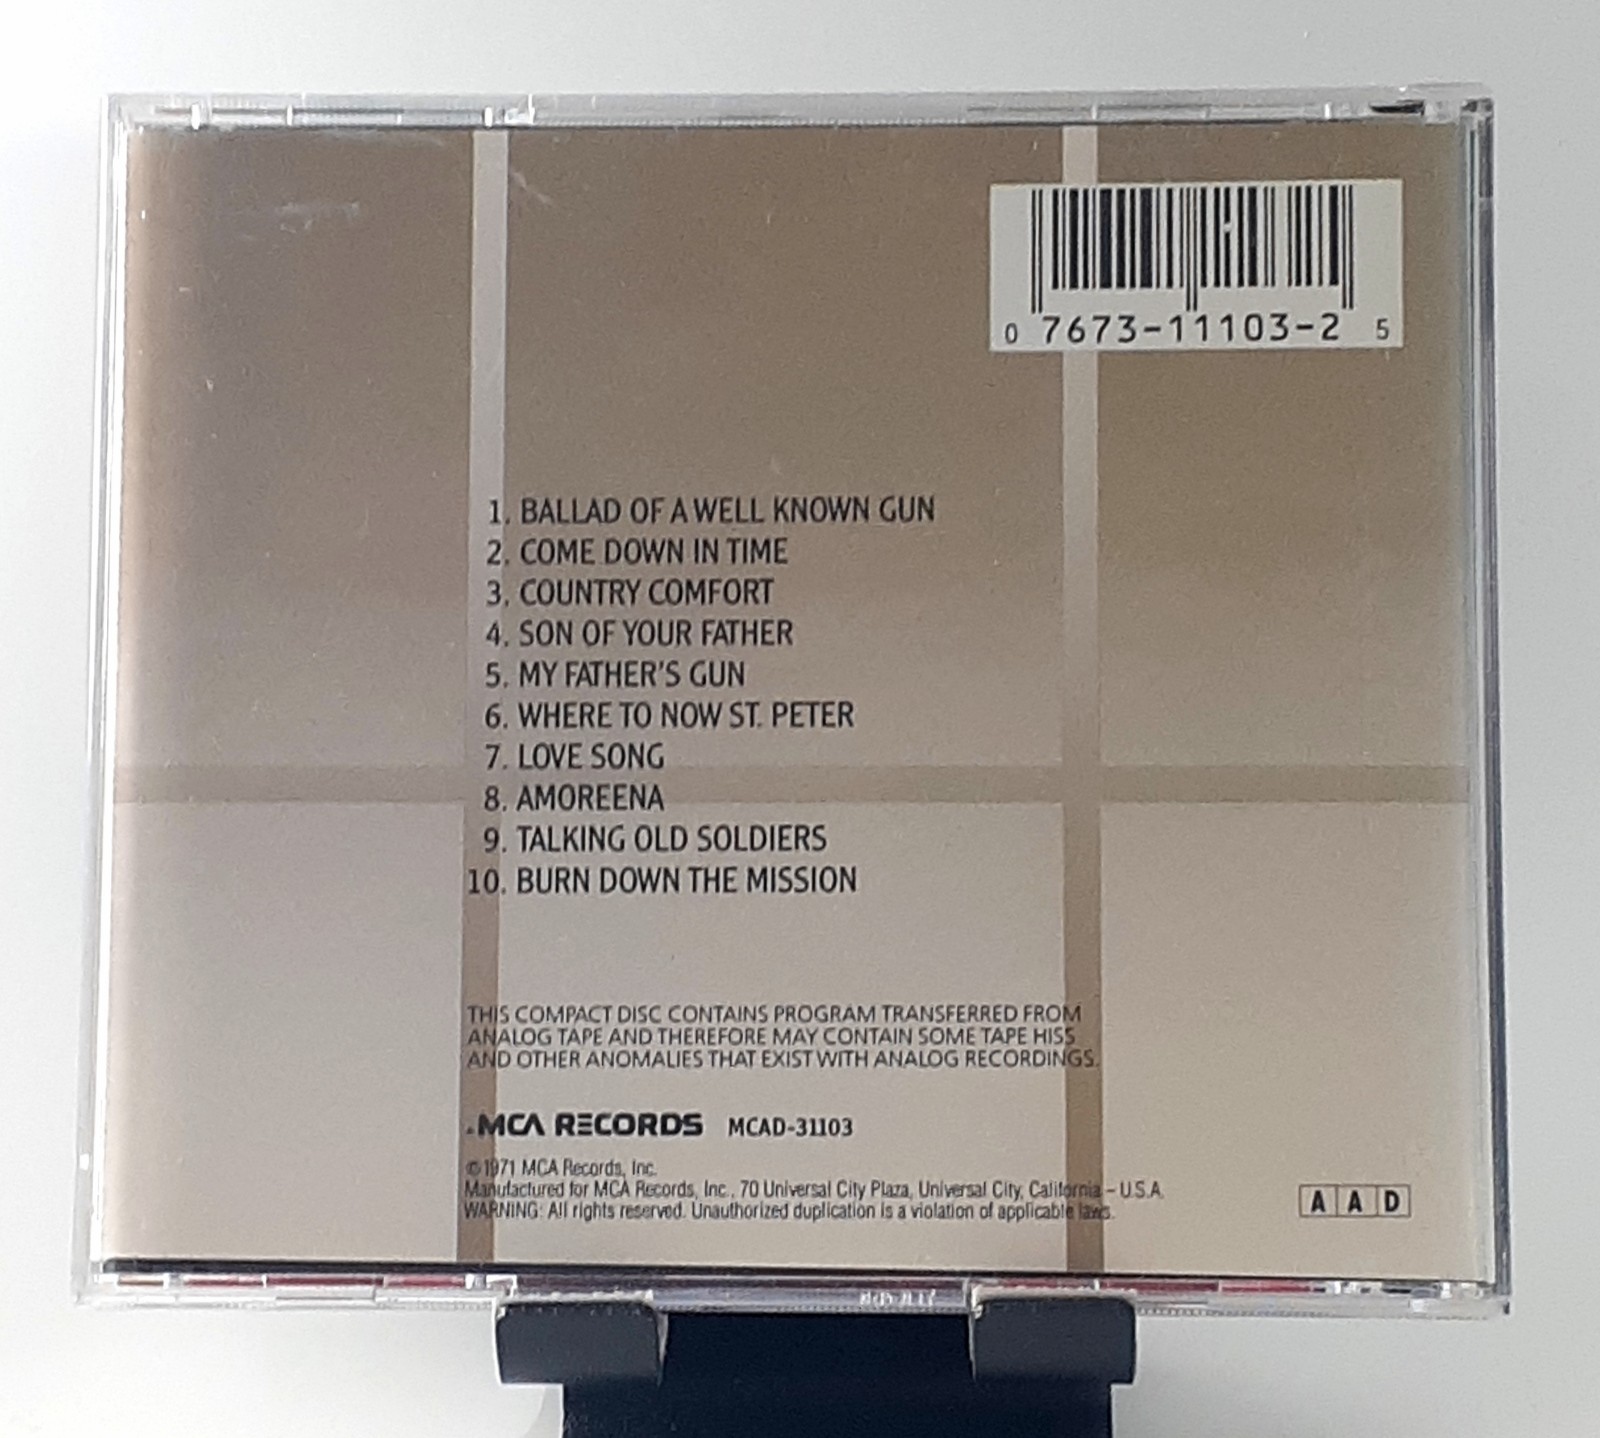 0 7673-11103-2 5
1. BALLAD OF A WELL KNOWN GUN
2. COME DOWN IN TIME
3. COUNTRY COMFORT
4. SON OF YOUR FATHER
5. MY FATHER'S GUN
6. WHERE TO NOW ST. PETER
7. LOVE SONG
8. AMOREENA
9. TALKING OLD SOLDIERS
10. BURN DOWN THE MISSION
THIS COMPACT DISC CONTAINS PROGRAM TRANSFERRED FROM
ANALOG TAPE AND THEREFORE MAY CONTAIN SOME TAPE HISS
AND OTHER ANOMALIES THAT EXIST WITH ANALOG RECORDINGS.
MCA RECORDS MCAD-31103
©1971 MCA Records, Inc.
Manufactured for MCA Records, Inc., 70 Universal City Plaza, Universal City, California – U.S.A.
WARNING: All rights reserved. Unauthorized duplication is a violation of applicable laws.
A A D